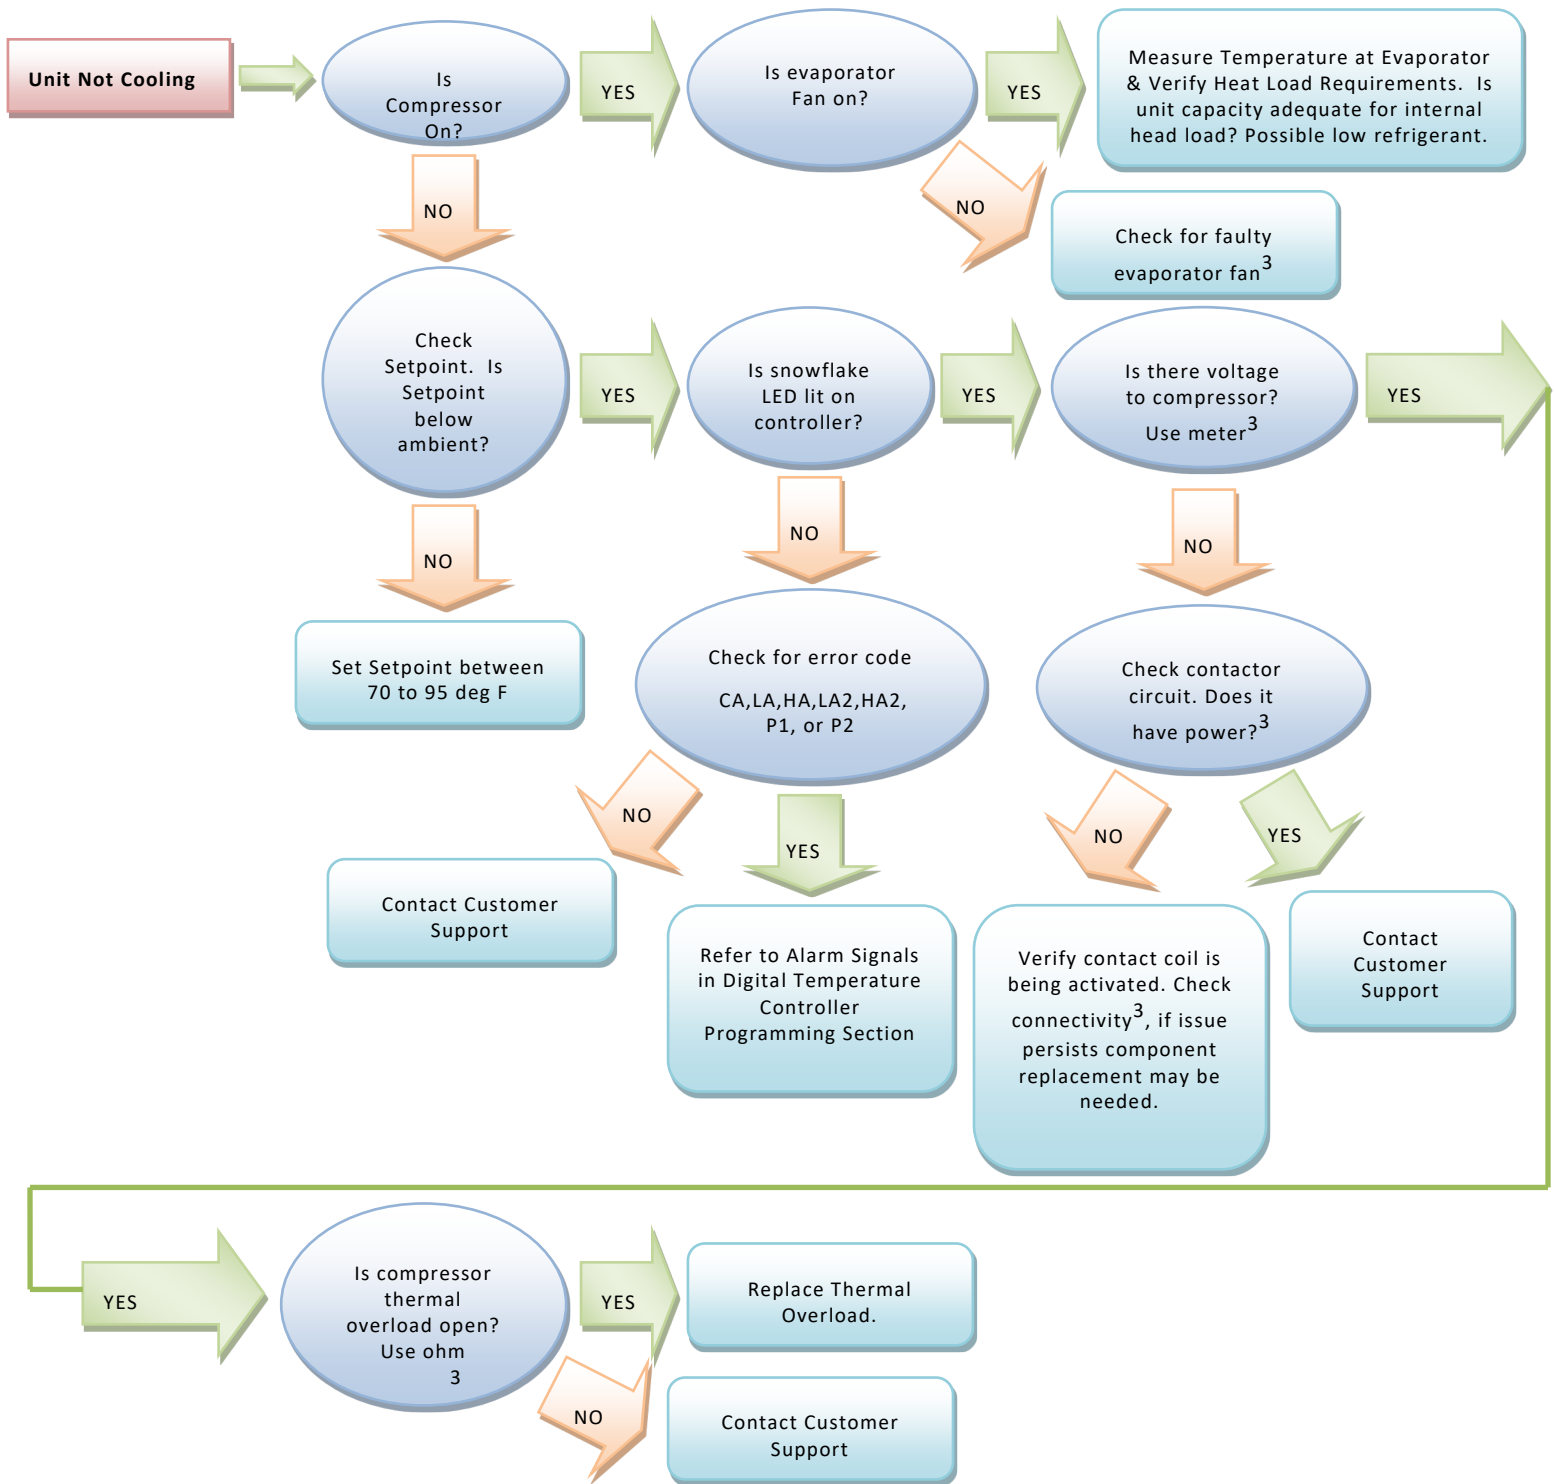 Unit Not Cooling
Is
Compressor
On?
YES
Is evaporator
Fan on?
YES
Measure Temperature at Evaporator
& Verify Heat Load Requirements. Is
unit capacity adequate for internal
head load? Possible low refrigerant.
NO
NO
Check for faulty
evaporator fan3
Check
Setpoint. Is
Setpoint
below
ambient?
YES
Is snowflake
LED lit on
controller?
YES
Is there voltage
to compressor?
Use meter3
YES
NO
NO
NO
Set Setpoint between
70 to 95 deg F
Check for error code
CA,LA,HA,LA2,HA2,
P1, or P2
Check contactor
circuit. Does it
have power?3
NO
YES
NO
YES
Contact Customer
Support
Refer to Alarm Signals
in Digital Temperature
Controller
Programming Section
Verify contact coil is
being activated. Check
connectivity3, if issue
persists component
replacement may be
needed.
Contact
Customer
Support
YES
Is compressor
thermal
overload open?
Use ohm
3
YES
Replace Thermal
Overload.
NO
Contact Customer
Support